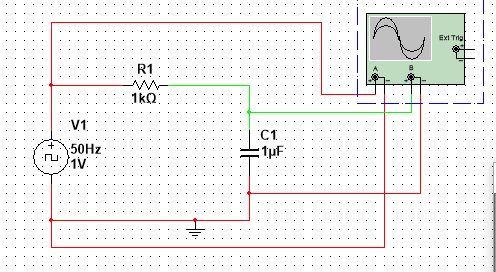 Ext Trig
+
-
A
B
+
-
+
-
R1
1kΩ
V1
50Hz
1V
C1
1µF